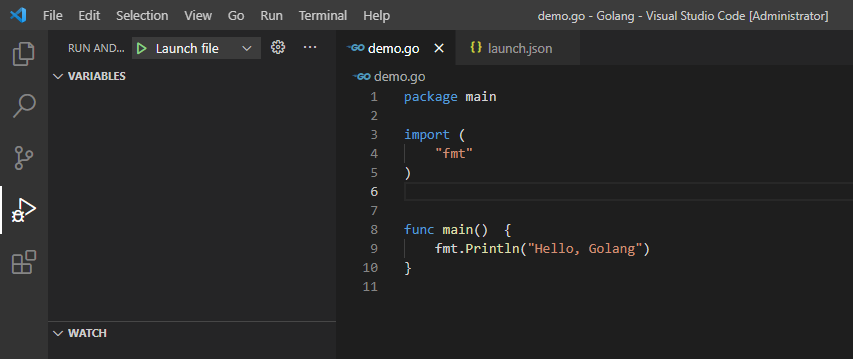 File Edit Selection View Go Run Terminal Help demo.go - Golang - Visual Studio Code [Administrator]
RUN AND... Launch file ...
VARIABLES
WATCH
GO demo.go { } launch.json
GO demo.go
1 package main
2
3 import (
4     "fmt"
5 )
6
7
8 func main()  {
9     fmt.Println("Hello, Golang")
10 }
11